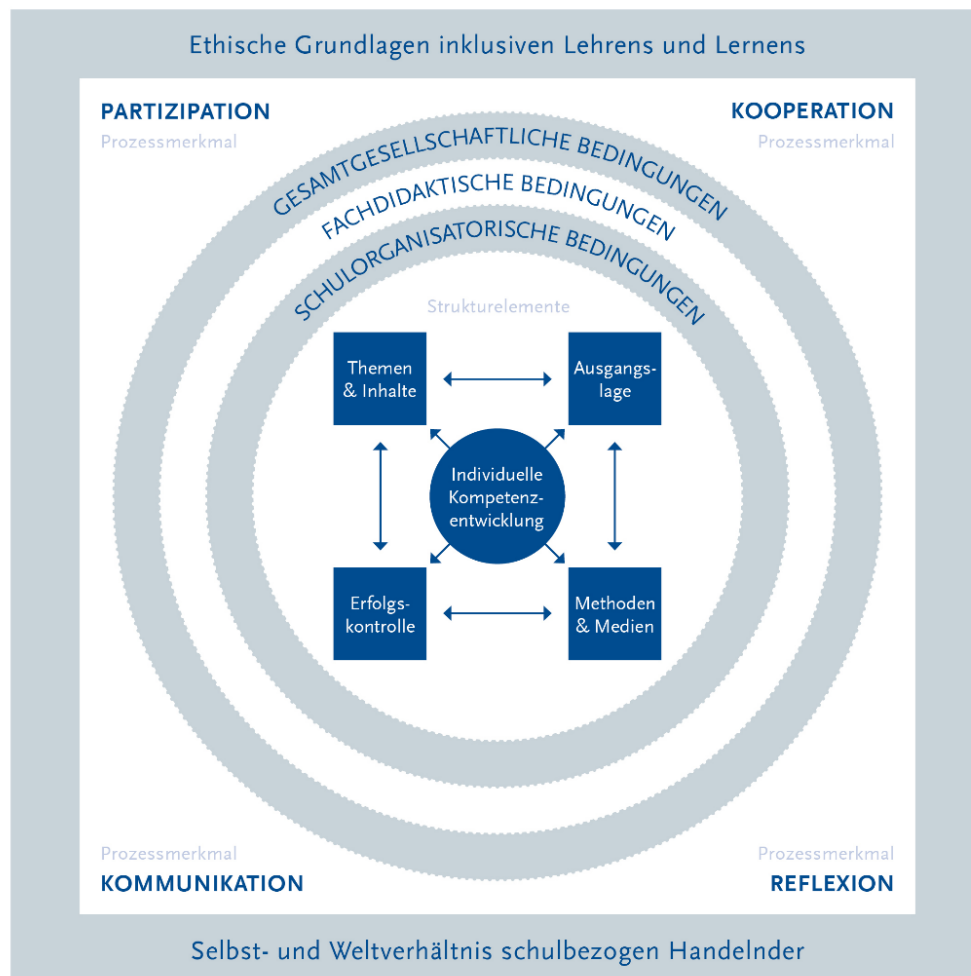 Ethische Grundlagen inklusiven Lehrens und Lernens
PARTIZIPATION
Prozessmerkmal
KOOPERATION
Prozessmerkmal
GESAMTGESELLSCHAFTLICHE BEDINGUNGEN
FACHDIDAKTISCHE BEDINGUNGEN
SCHULORGANISATORISCHE BEDINGUNGEN
Strukturelemente
Themen
& Inhalte
Ausgangs-
lage
Individuelle
Kompetenz-
entwicklung
Erfolgs-
kontrolle
Methoden
& Medien
Prozessmerkmal
KOMMUNIKATION
Prozessmerkmal
REFLEXION
Selbst- und Weltverhältnis schulbezogen Handelnder